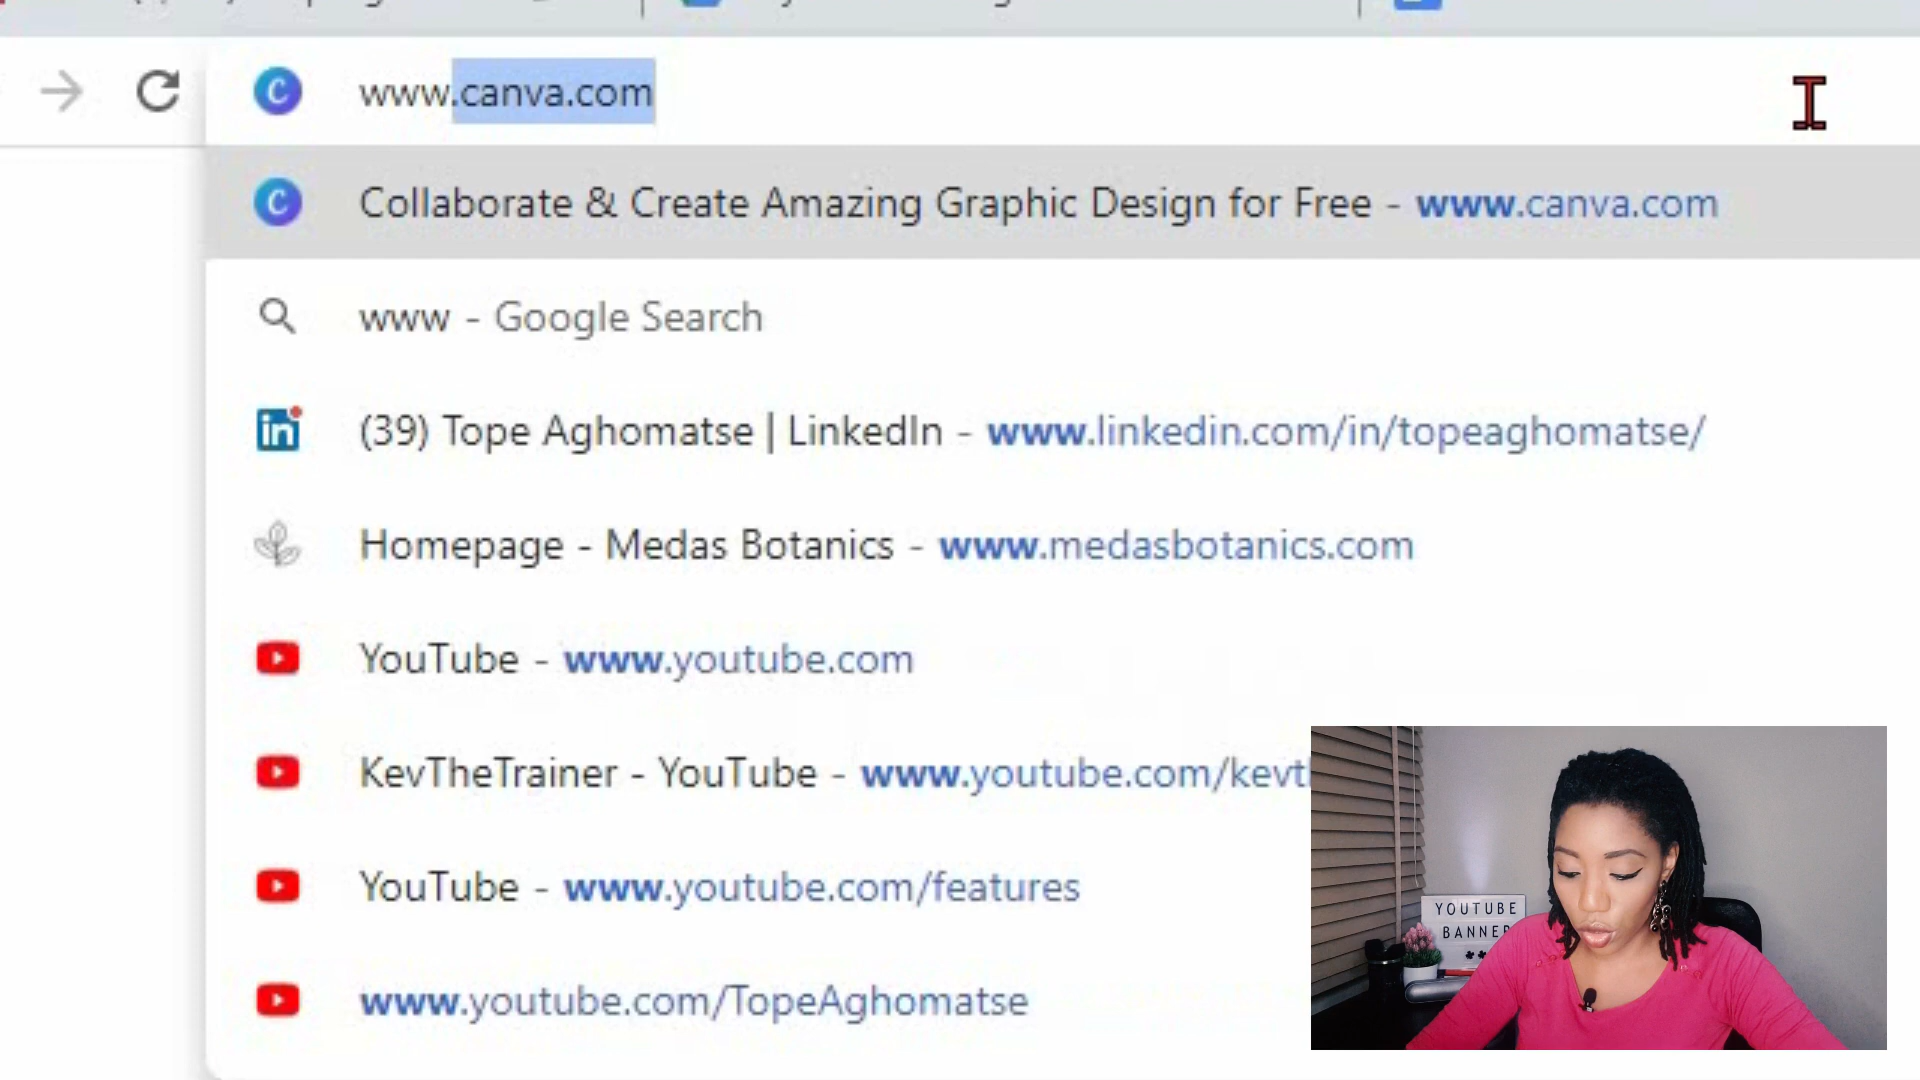 www.canva.com
Collaborate & Create Amazing Graphic Design for Free - www.canva.com
www - Google Search
(39) Tope Aghomatse | LinkedIn - www.linkedin.com/in/topeaghomatse/
Homepage - Medas Botanics - www.medasbotanics.com
YouTube - www.youtube.com
KevTheTrainer - YouTube - www.youtube.com/kevt
YouTube - www.youtube.com/features
www.youtube.com/TopeAghomatse
YOUTUBE
BANNER